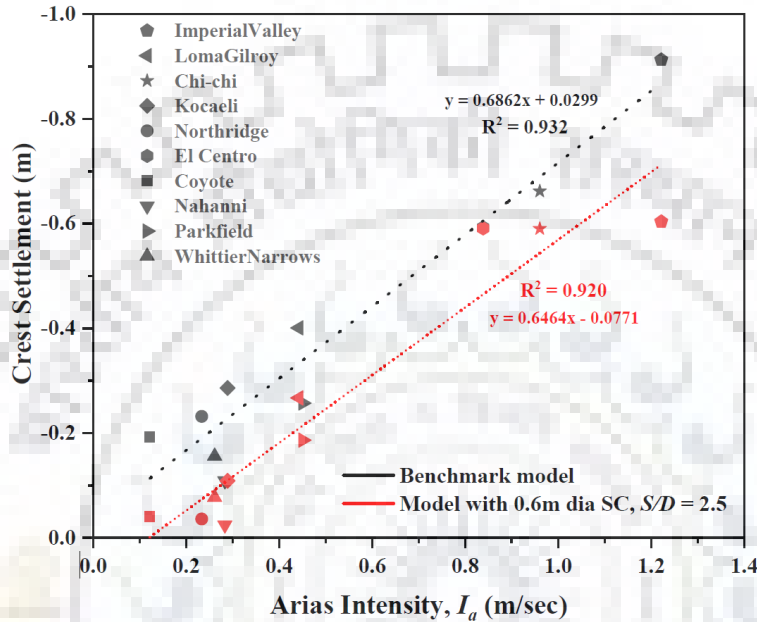 -1.0
-0.8
-0.6
-0.4
-0.2
0.0
Crest Settlement (m)
ImperialValley
LomaGilroy
Chi-chi
Kocaeli
Northridge
El Centro
Coyote
Nahanni
Parkfield
WhittierNarrows
y = 0.6862x + 0.0299
R² = 0.932
R² = 0.920
y = 0.6464x - 0.0771
Benchmark model
Model with 0.6m dia SC, S/D = 2.5
0.0 0.2 0.4 0.6 0.8 1.0 1.2 1.4
Arias Intensity, Iₐ (m/sec)